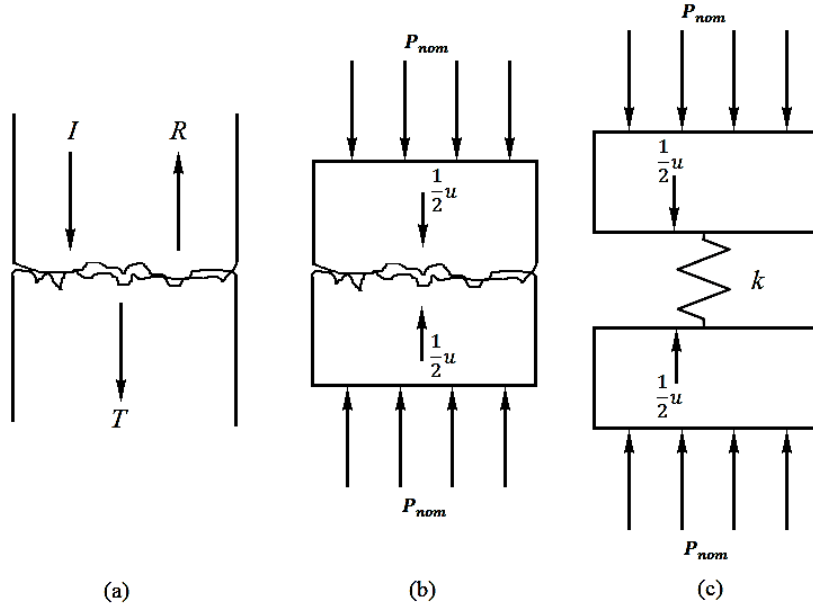 I R
T
(a)
P_nom
1/2 u
1/2 u
P_nom
(b)
P_nom
1/2 u
k
1/2 u
P_nom
(c)